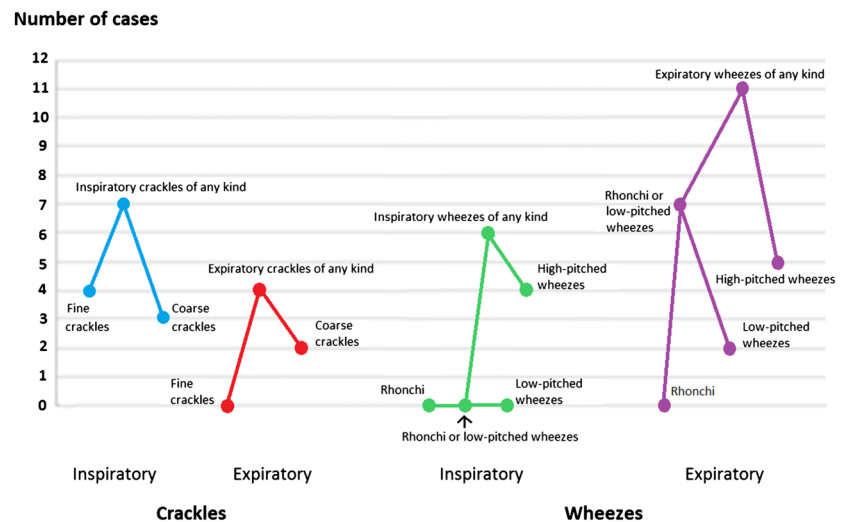 Number of cases
12
11
10
9
8
7
6
5
4
3
2
1
0
Inspiratory crackles of any kind
Fine
crackles
Coarse
crackles
Expiratory crackles of any kind
Fine
crackles
Coarse
crackles
Inspiratory wheezes of any kind
High-pitched
wheezes
Rhonchi
Low-pitched
wheezes
Rhonchi or low-pitched wheezes
Expiratory wheezes of any kind
Rhonchi or
low-pitched
wheezes
High-pitched wheezes
Low-pitched
wheezes
Rhonchi
Inspiratory
Expiratory
Inspiratory
Expiratory
Crackles
Wheezes